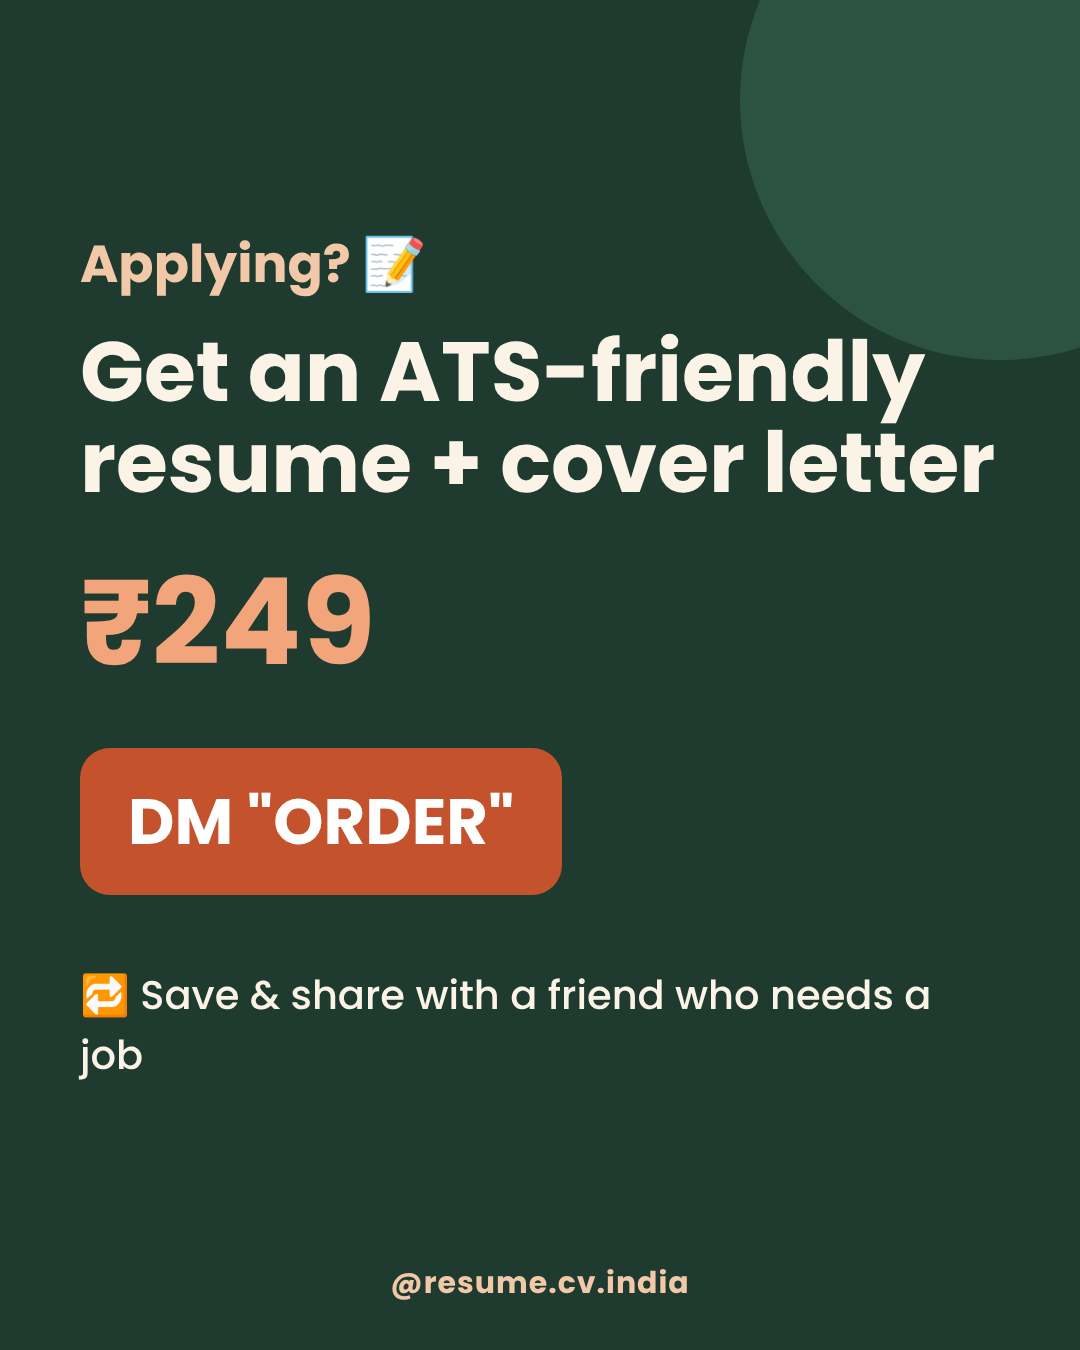 Applying? 📝
Get an ATS-friendly
resume + cover letter
₹249
DM "ORDER"
🔁 Save & share with a friend who needs a
job
@resume.cv.india